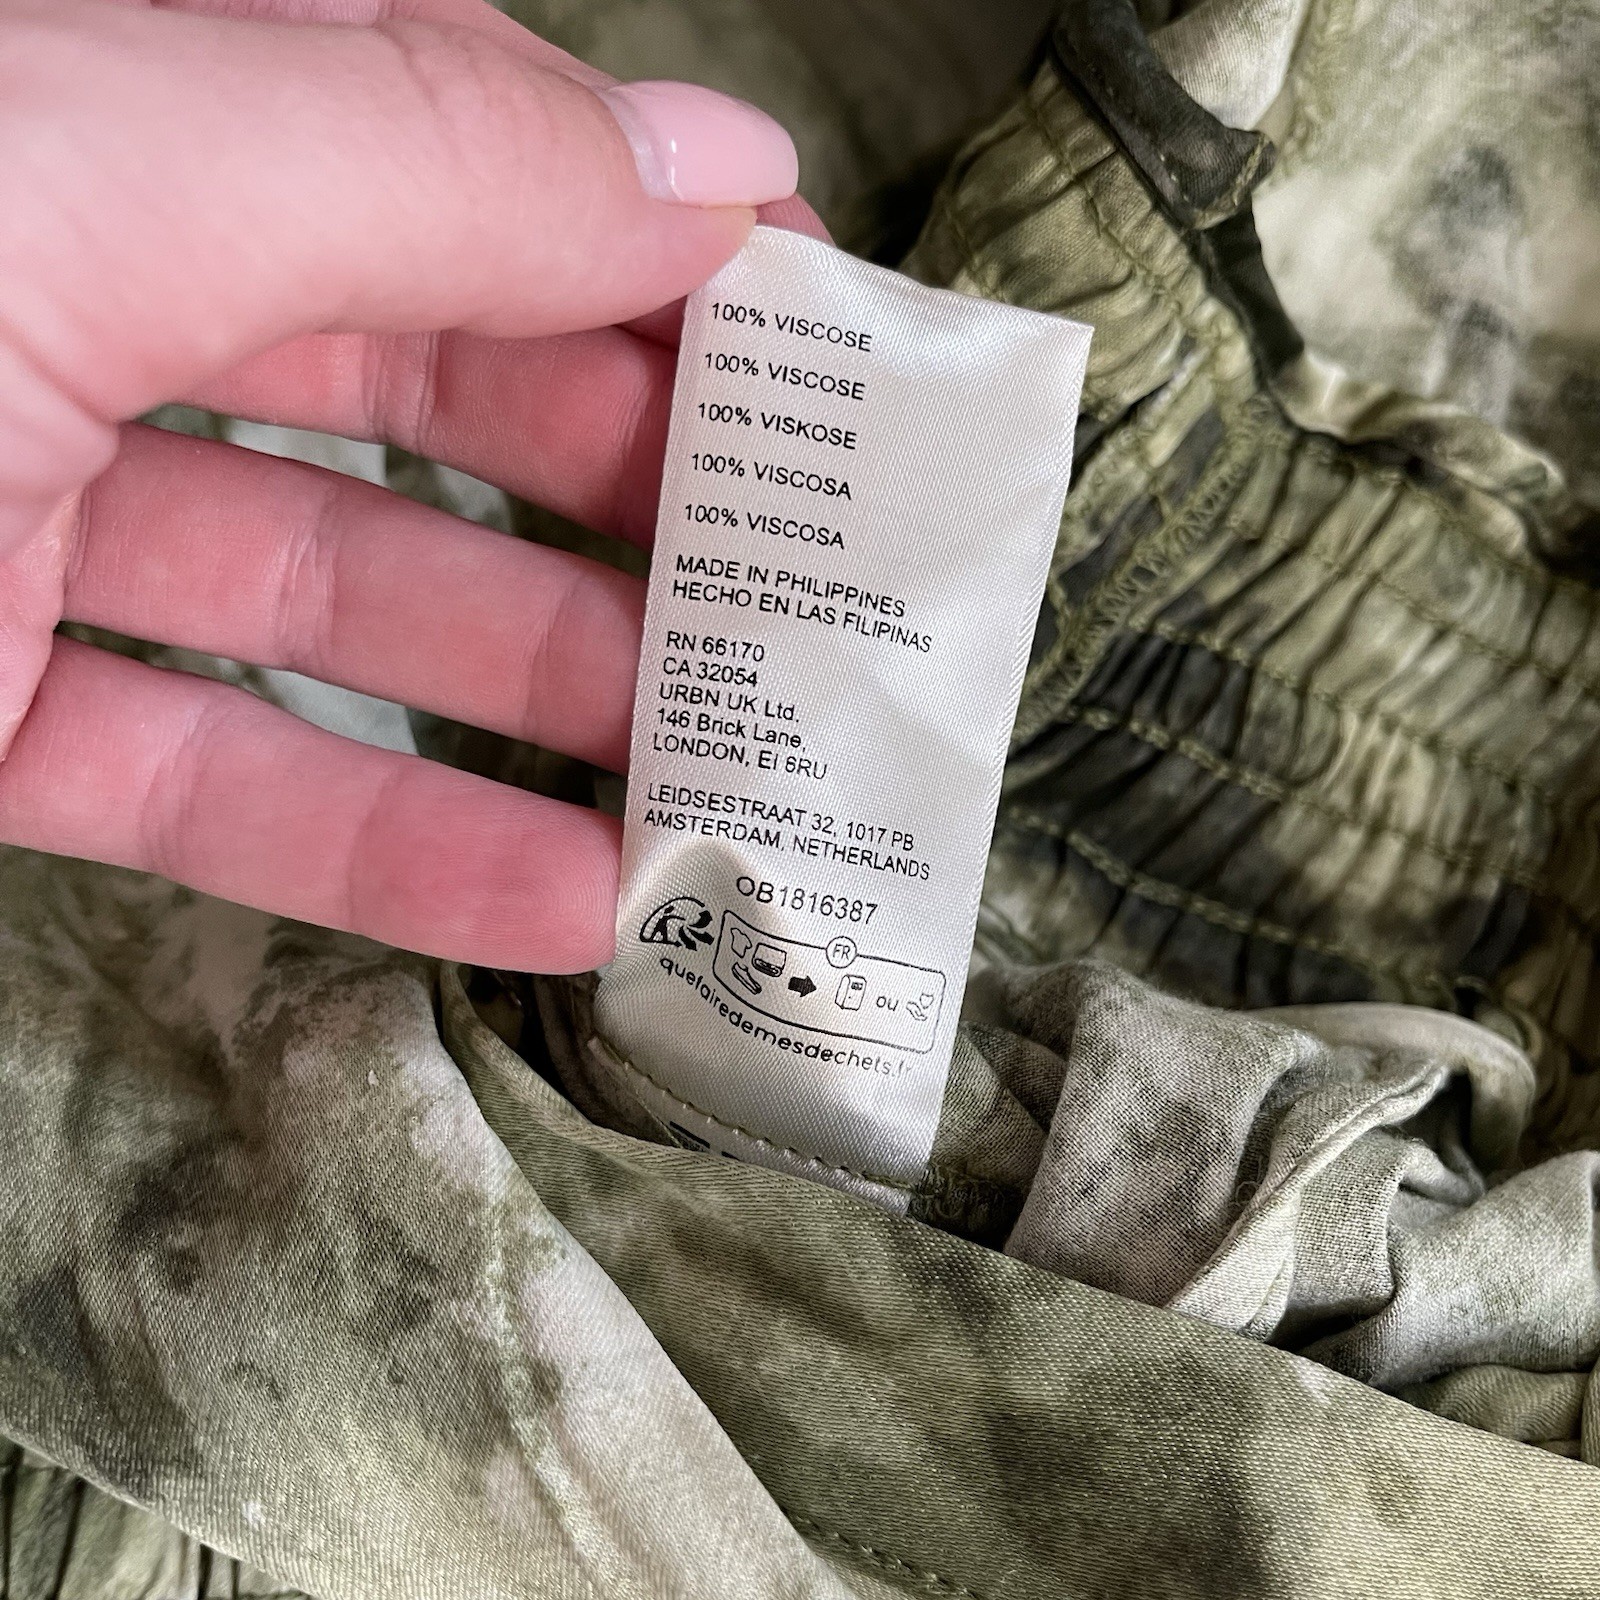 100% VISCOSE
100% VISCOSE
100% VISKOSE
100% VISCOSA
100% VISCOSA
MADE IN PHILIPPINES
HECHO EN LAS FILIPINAS
RN 66170
CA 32054
URBN UK Ltd.
146 Brick Lane,
LONDON, EI 6RU
LEIDSESTRAAT 32, 1017 PB
AMSTERDAM, NETHERLANDS
OB1816387
FR
ou
quefairedemesdechets.fr